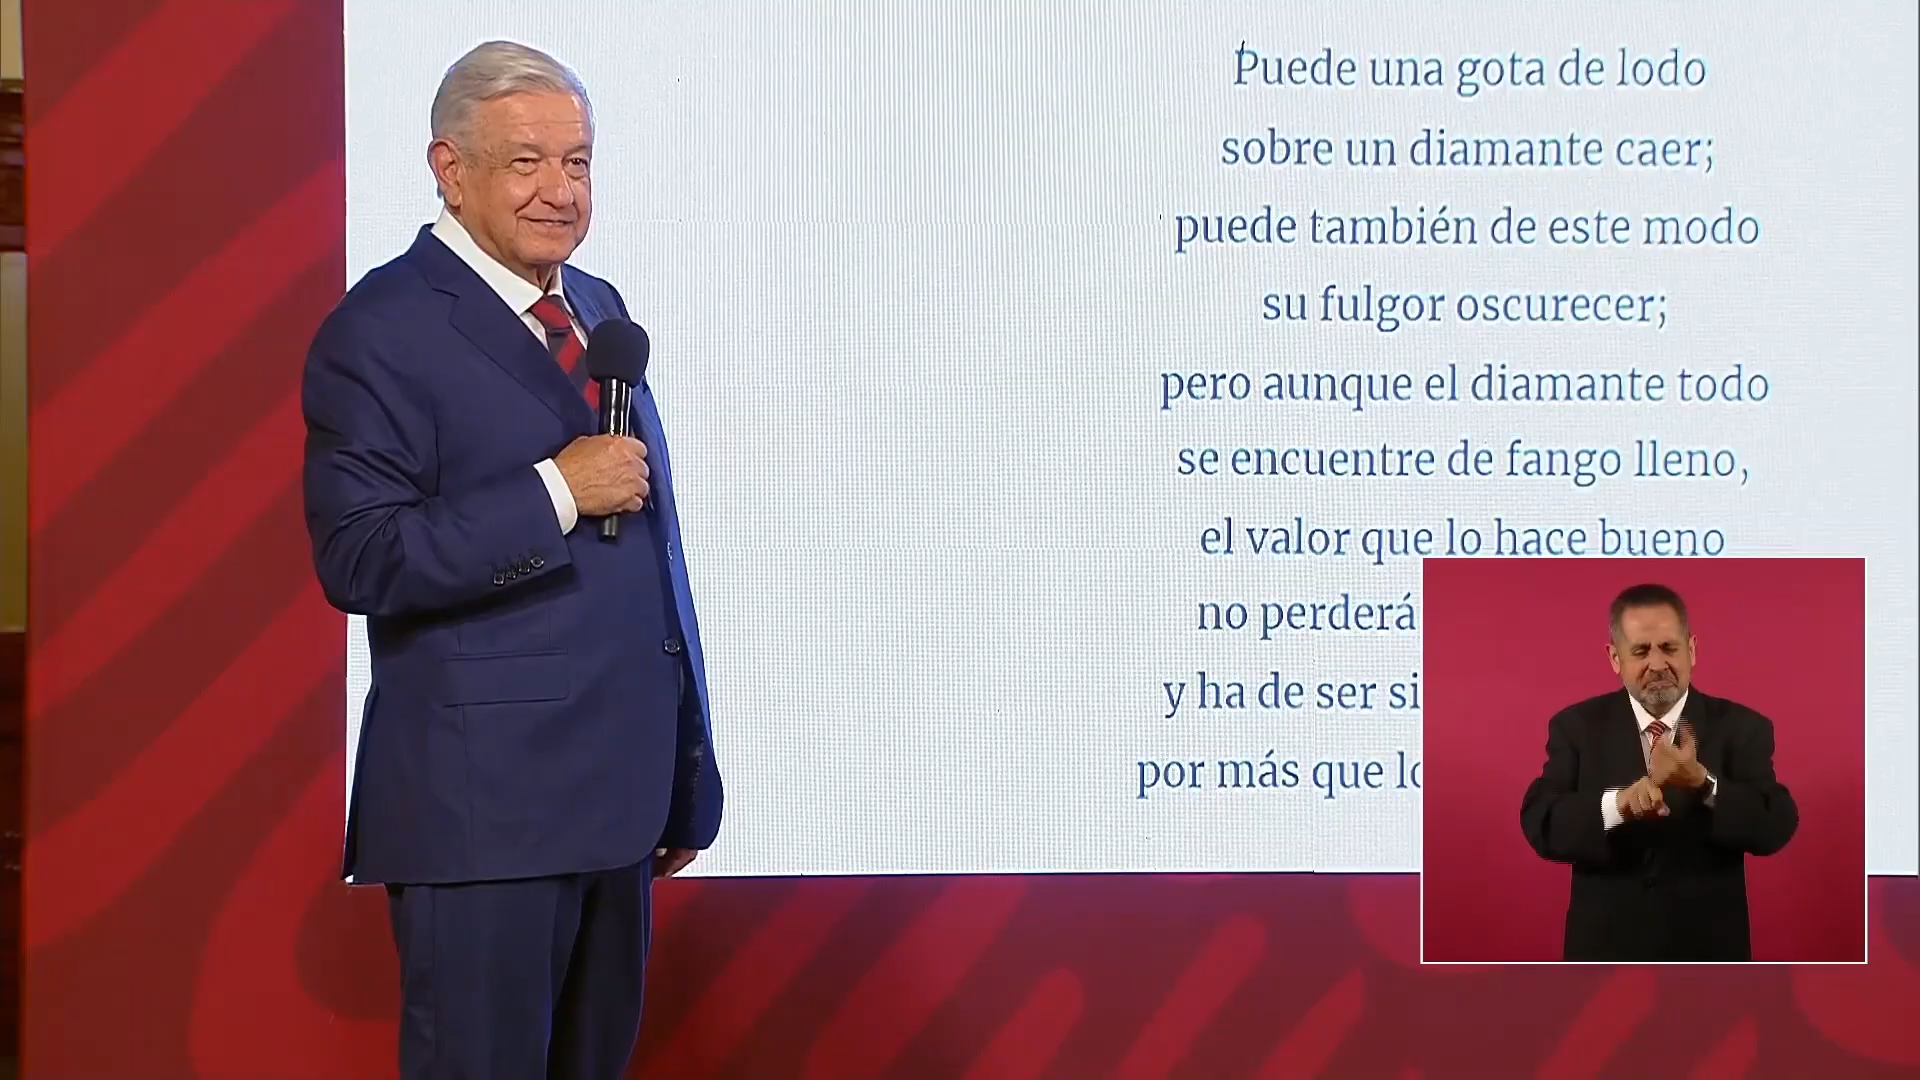 Puede una gota de lodo
sobre un diamante caer;
puede también de este modo
su fulgor oscurecer;
pero aunque el diamante todo
se encuentre de fango lleno,
el valor que lo hace bueno
no perderá
y ha de ser
por más que